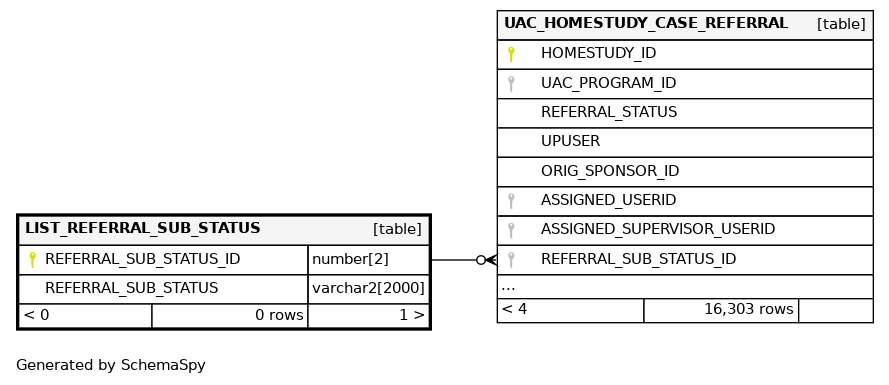 UAC_HOMESTUDY_CASE_REFERRAL [table]
HOMESTUDY_ID
UAC_PROGRAM_ID
REFERRAL_STATUS
UPUSER
ORIG_SPONSOR_ID
ASSIGNED_USERID
ASSIGNED_SUPERVISOR_USERID
REFERRAL_SUB_STATUS_ID
...
< 4 16,303 rows
LIST_REFERRAL_SUB_STATUS [table]
REFERRAL_SUB_STATUS_ID number[2]
REFERRAL_SUB_STATUS varchar2[2000]
< 0 0 rows 1 >
Generated by SchemaSpy